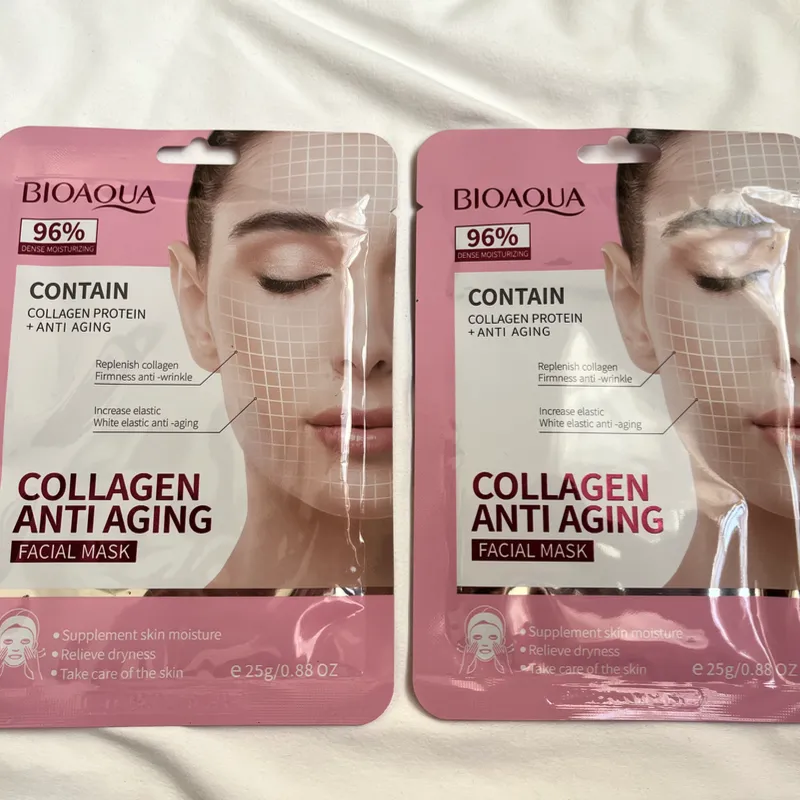 BIOAQUA
96%
DENSE MOISTURIZING
CONTAIN
COLLAGEN PROTEIN
+ ANTI AGING
Replenish collagen
Firmness anti -wrinkle
Increase elastic
White elastic anti -aging
COLLAGEN
ANTI AGING
FACIAL MASK
• Supplement skin moisture
• Relieve dryness
• Take care of the skin
℮ 25g/0.88 OZ
BIOAQUA
96%
DENSE MOISTURIZING
CONTAIN
COLLAGEN PROTEIN
+ ANTI AGING
Replenish collagen
Firmness anti -wrinkle
Increase elastic
White elastic anti -aging
COLLAGEN
ANTI AGING
FACIAL MASK
• Supplement skin moisture
• Relieve dryness
• Take care of the skin
℮ 25g/0.88 OZ